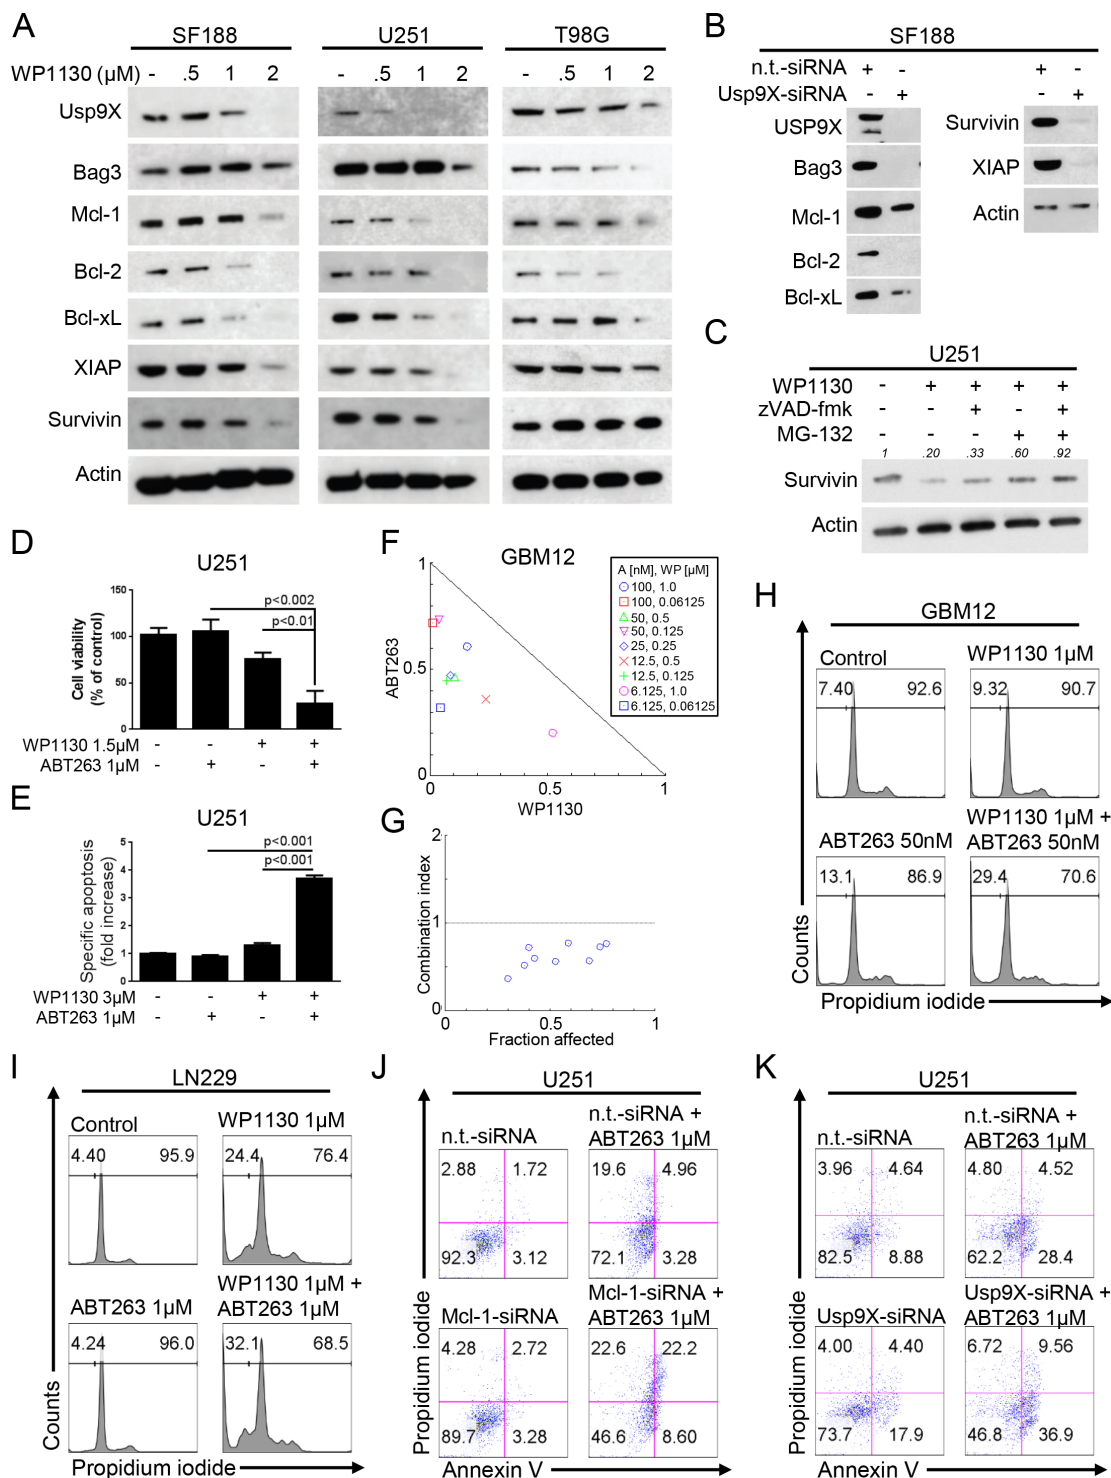 A
SF188
U251
T98G
WP1130 (µM)
- .5 1 2
- .5 1 2
- .5 1 2
Usp9X
Bag3
Mcl-1
Bcl-2
Bcl-xL
XIAP
Survivin
Actin
B
SF188
n.t.-siRNA + -
Usp9X-siRNA - +
USP9X
Bag3
Mcl-1
Bcl-2
Bcl-xL
+ -
- +
Survivin
XIAP
Actin
C
U251
WP1130 - + + + +
zVAD-fmk - - + - +
MG-132 - - - + +
1 .20 .33 .60 .92
Survivin
Actin
D
U251
Cell viability
(% of control)
150
100
50
0
p<0.002
p<0.01
WP1130 1.5µM - - + +
ABT263 1µM - + - +
E
U251
Specific apoptosis
(fold increase)
5
4
3
2
1
0
p<0.001
p<0.001
WP1130 3µM - - + +
ABT263 1µM - + - +
F
GBM12
ABT263
1
0.5
0
0 0.5 1
WP1130
A [nM], WP [µM]
100, 1.0
100, 0.06125
50, 0.5
50, 0.125
25, 0.25
12.5, 0.5
12.5, 0.125
6.125, 1.0
6.125, 0.06125
G
Combination index
2
1
0
0 0.5 1
Fraction affected
H
GBM12
Control
7.40 92.6
WP1130 1µM
9.32 90.7
ABT263 50nM
13.1 86.9
WP1130 1µM +
ABT263 50nM
29.4 70.6
Counts
Propidium iodide
I
LN229
Control
4.40 95.9
WP1130 1µM
24.4 76.4
ABT263 1µM
4.24 96.0
WP1130 1µM +
ABT263 1µM
32.1 68.5
Counts
Propidium iodide
J
U251
n.t.-siRNA
2.88 1.72
92.3 3.12
n.t.-siRNA +
ABT263 1µM
19.6 4.96
72.1 3.28
Mcl-1-siRNA
4.28 2.72
89.7 3.28
Mcl-1-siRNA +
ABT263 1µM
22.6 22.2
46.6 8.60
Propidium iodide
Annexin V
K
U251
n.t.-siRNA
3.96 4.64
82.5 8.88
n.t.-siRNA +
ABT263 1µM
4.80 4.52
62.2 28.4
Usp9X-siRNA
4.00 4.40
73.7 17.9
Usp9X-siRNA +
ABT263 1µM
6.72 9.56
46.8 36.9
Propidium iodide
Annexin V